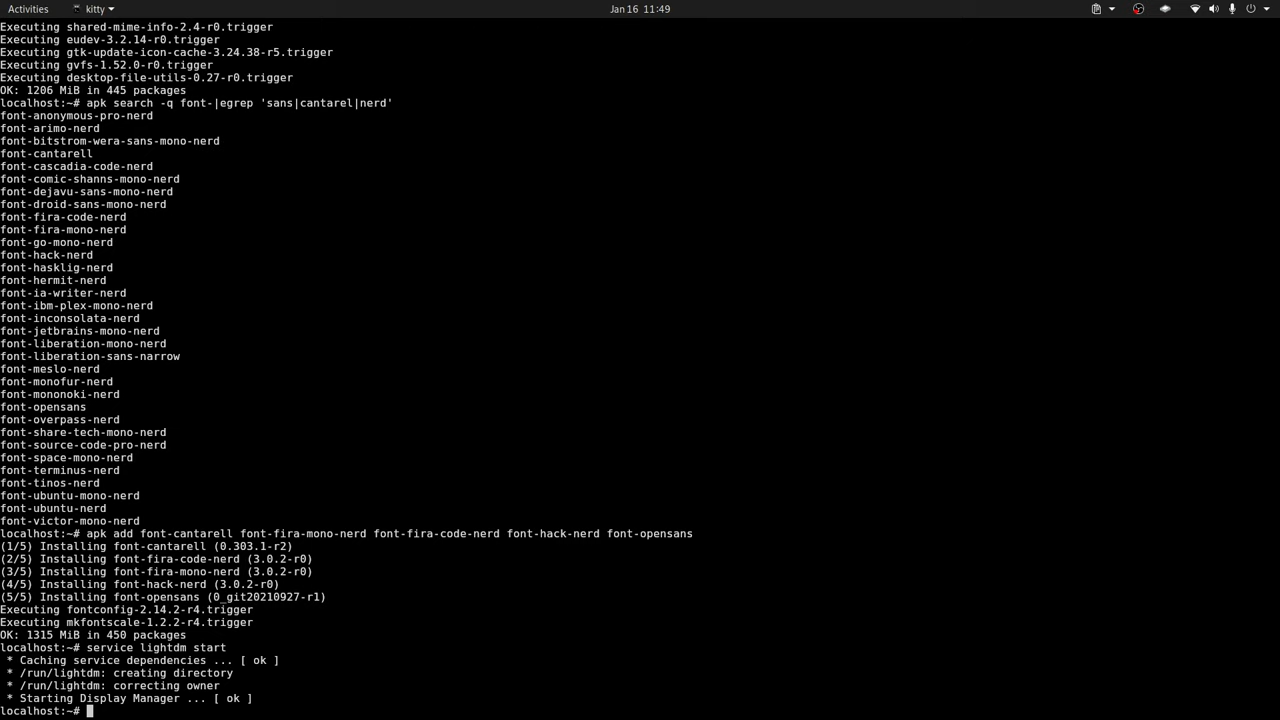 Activities kitty Jan 16 11:49
Executing shared-mime-info-2.4-r0.trigger
Executing eudev-3.2.14-r0.trigger
Executing gtk-update-icon-cache-3.24.38-r5.trigger
Executing gvfs-1.52.0-r0.trigger
Executing desktop-file-utils-0.27-r0.trigger
OK: 1206 MiB in 445 packages
localhost:~# apk search -q font-|egrep 'sans|cantarel|nerd'
font-anonymous-pro-nerd
font-arimo-nerd
font-bitstrom-wera-sans-mono-nerd
font-cantarell
font-cascadia-code-nerd
font-comic-shanns-mono-nerd
font-dejavu-sans-mono-nerd
font-droid-sans-mono-nerd
font-fira-code-nerd
font-fira-mono-nerd
font-go-mono-nerd
font-hack-nerd
font-hasklig-nerd
font-hermit-nerd
font-ia-writer-nerd
font-ibm-plex-mono-nerd
font-inconsolata-nerd
font-jetbrains-mono-nerd
font-liberation-mono-nerd
font-liberation-sans-narrow
font-meslo-nerd
font-monofur-nerd
font-mononoki-nerd
font-opensans
font-overpass-nerd
font-share-tech-mono-nerd
font-source-code-pro-nerd
font-space-mono-nerd
font-terminus-nerd
font-tinos-nerd
font-ubuntu-mono-nerd
font-ubuntu-nerd
font-victor-mono-nerd
localhost:~# apk add font-cantarell font-fira-mono-nerd font-fira-code-nerd font-hack-nerd font-opensans
(1/5) Installing font-cantarell (0.303.1-r2)
(2/5) Installing font-fira-code-nerd (3.0.2-r0)
(3/5) Installing font-fira-mono-nerd (3.0.2-r0)
(4/5) Installing font-hack-nerd (3.0.2-r0)
(5/5) Installing font-opensans (0_git20210927-r1)
Executing fontconfig-2.14.2-r4.trigger
Executing mkfontscale-1.2.2-r4.trigger
OK: 1315 MiB in 450 packages
localhost:~# service lightdm start
 * Caching service dependencies ... [ ok ]
 * /run/lightdm: creating directory
 * /run/lightdm: correcting owner
 * Starting Display Manager ... [ ok ]
localhost:~#